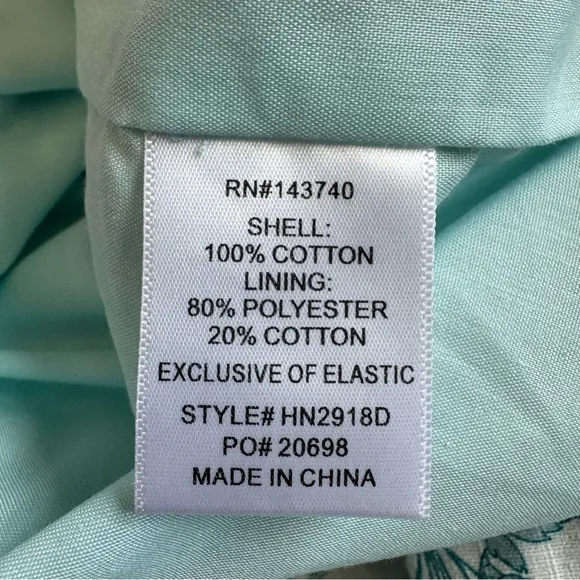 RN#143740
SHELL:
100% COTTON
LINING:
80% POLYESTER
20% COTTON
EXCLUSIVE OF ELASTIC
STYLE# HN2918D
PO# 20698
MADE IN CHINA